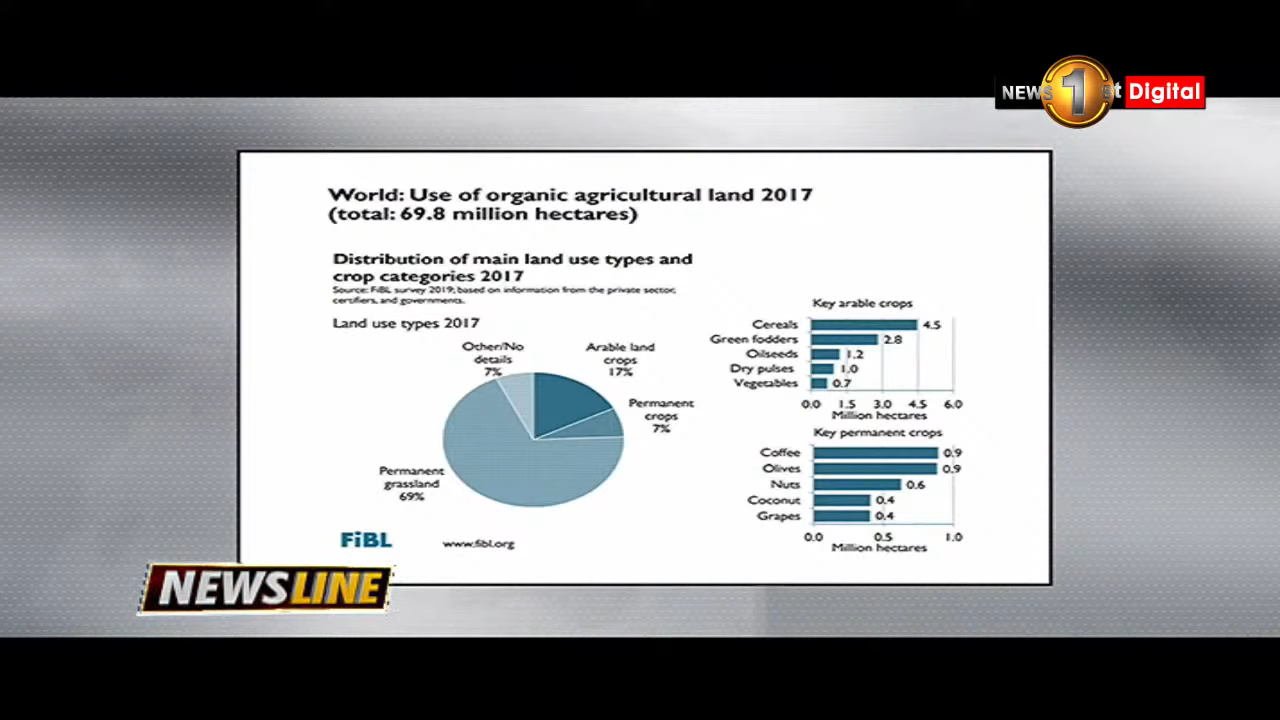 NEWS 1st Digital
World: Use of organic agricultural land 2017
(total: 69.8 million hectares)
Distribution of main land use types and
crop categories 2017
Source: FiBL survey 2019; based on information from the private sector,
certifiers, and governments.
Land use types 2017
Other/No
details
7%
Arable land
crops
17%
Permanent
crops
7%
Permanent
grassland
69%
Key arable crops
Cereals 4.5
Green fodders 2.8
Oilseeds 1.2
Dry pulses 1.0
Vegetables 0.7
0.0 1.5 3.0 4.5 6.0
Million hectares
Key permanent crops
Coffee 0.9
Olives 0.9
Nuts 0.6
Coconut 0.4
Grapes 0.4
0.0 0.5 1.0
Million hectares
FiBL
www.fibl.org
NEWSLINE